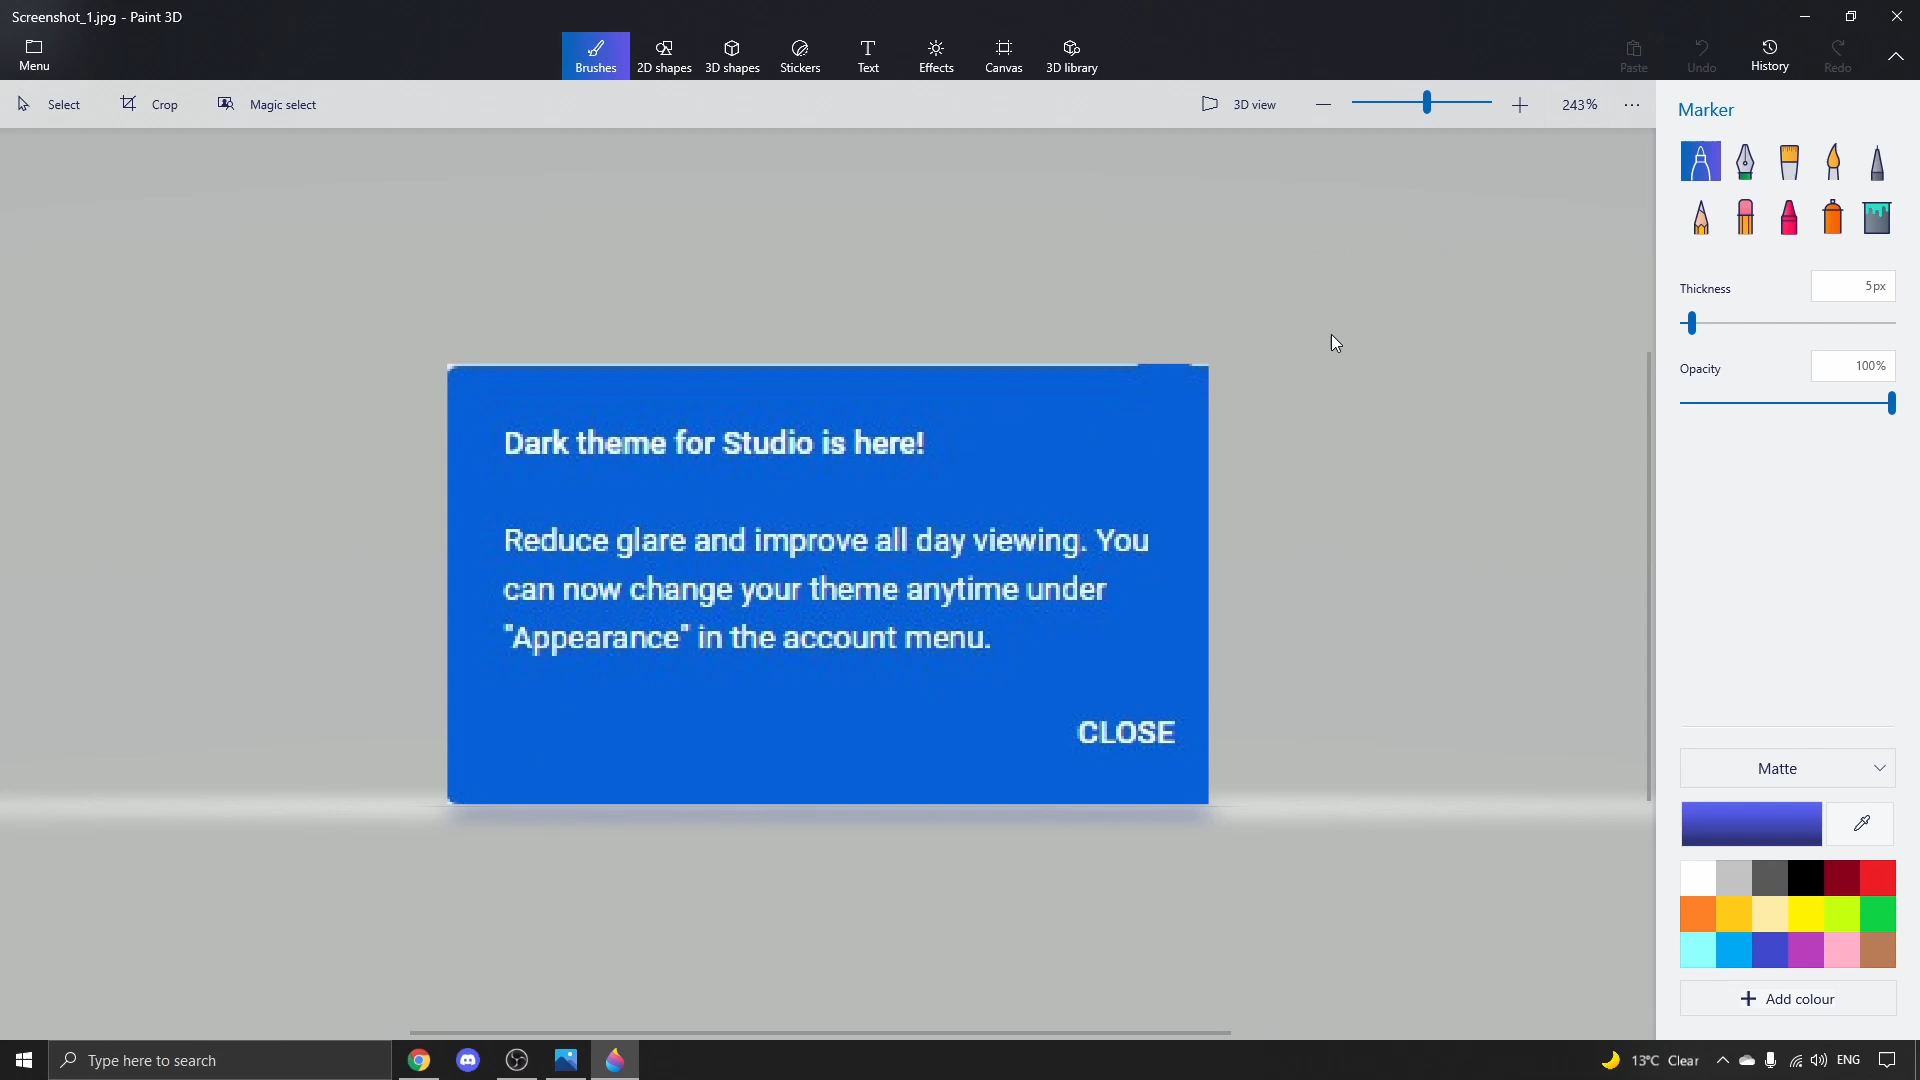 Screenshot_1.jpg - Paint 3D
Menu
Brushes
2D shapes
3D shapes
Stickers
Text
Effects
Canvas
3D library
Paste
Undo
History
Redo
Select
Crop
Magic select
3D view
243%
Marker
Thickness
5px
Opacity
100%
Dark theme for Studio is here!
Reduce glare and improve all day viewing. You
can now change your theme anytime under
"Appearance" in the account menu.
CLOSE
Matte
Add colour
Type here to search
13°C Clear
ENG